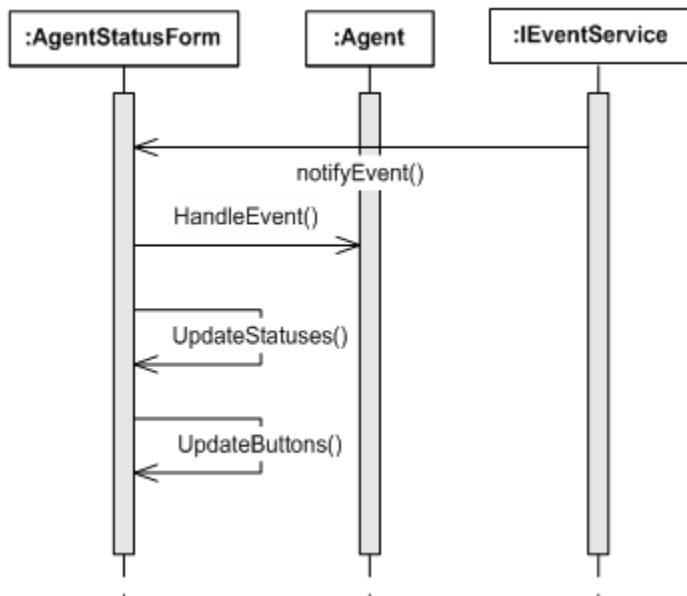 :AgentStatusForm
:Agent
:IEventService
notifyEvent()
HandleEvent()
UpdateStatuses()
UpdateButtons()